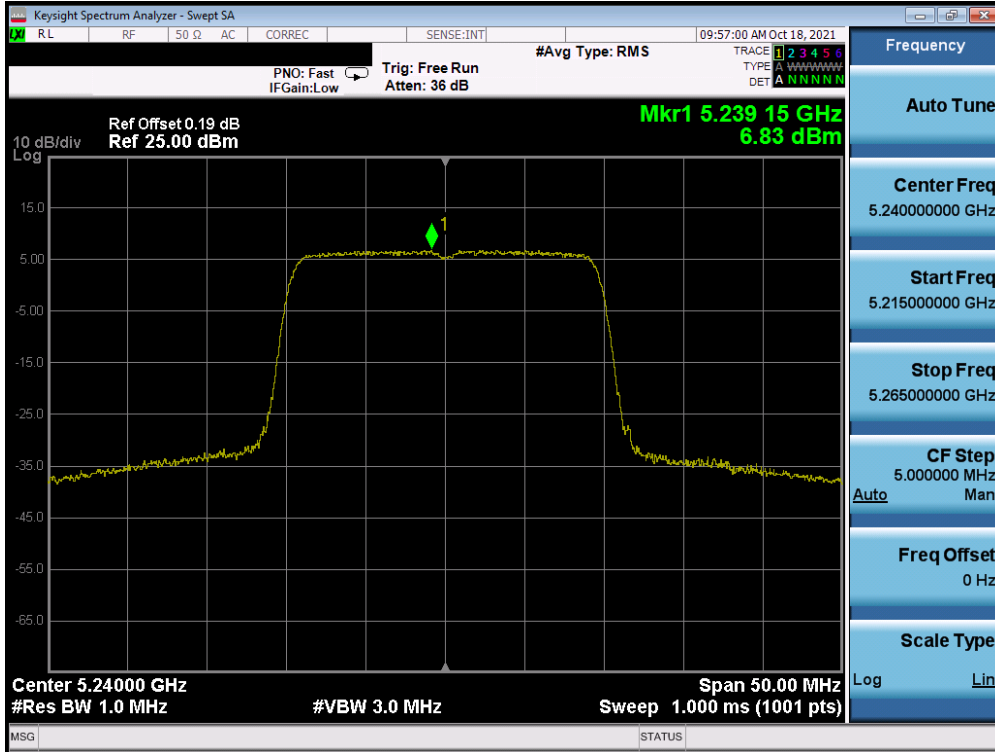 Keysight Spectrum Analyzer - Swept SA
LXI RL RF 50 Ω AC CORREC SENSE:INT 09:57:00 AM Oct 18, 2021
#Avg Type: RMS TRACE 1 2 3 4 5 6
PNO: Fast Trig: Free Run TYPE A WWWWW
IFGain:Low Atten: 36 dB DET A N N N N N
Mkr1 5.239 15 GHz
6.83 dBm
Ref Offset 0.19 dB
10 dB/div Ref 25.00 dBm
Log
1
15.0
5.00
-5.00
-15.0
-25.0
-35.0
-45.0
-55.0
-65.0
Center 5.24000 GHz Span 50.00 MHz
#Res BW 1.0 MHz #VBW 3.0 MHz Sweep 1.000 ms (1001 pts)
MSG STATUS
Frequency
Auto Tune
Center Freq
5.240000000 GHz
Start Freq
5.215000000 GHz
Stop Freq
5.265000000 GHz
CF Step
5.000000 MHz
Auto Man
Freq Offset
0 Hz
Scale Type
Log Lin